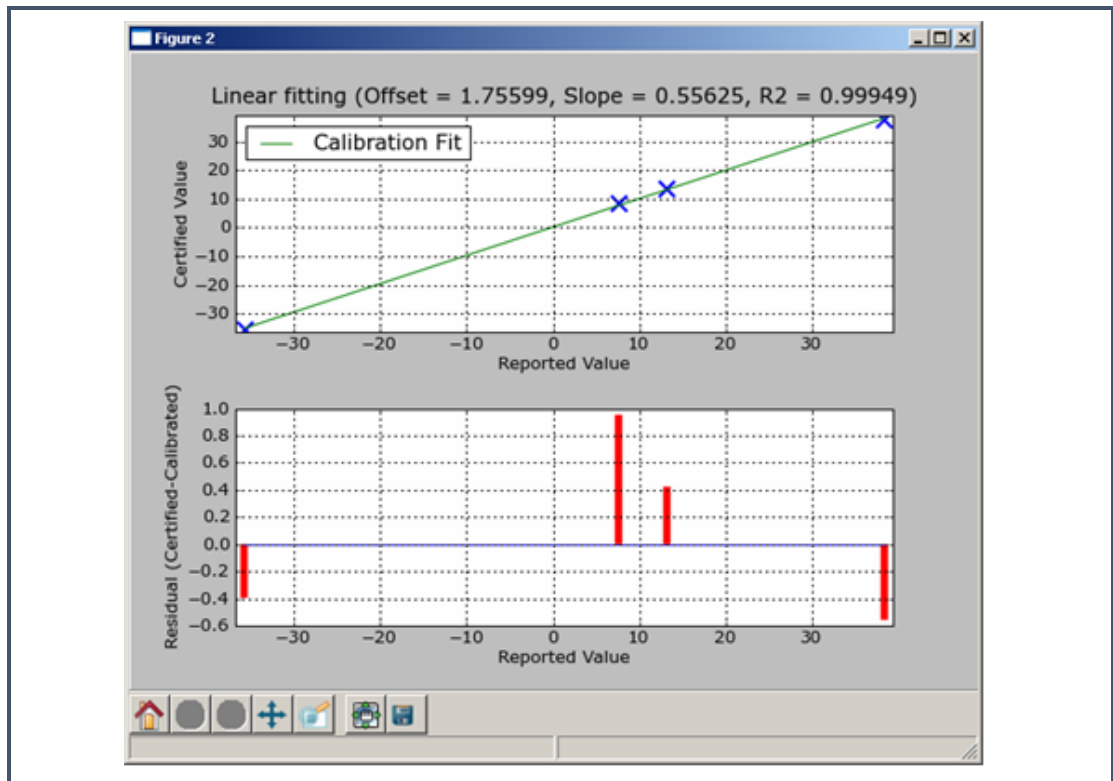 Figure 2
Linear fitting (Offset = 1.75599, Slope = 0.55625, R2 = 0.99949)
Calibration Fit
Certified Value
30
20
10
0
−10
−20
−30
−30 −20 −10 0 10 20 30
Reported Value
Residual (Certified-Calibrated)
1.0
0.8
0.6
0.4
0.2
0.0
−0.2
−0.4
−0.6
−30 −20 −10 0 10 20 30
Reported Value